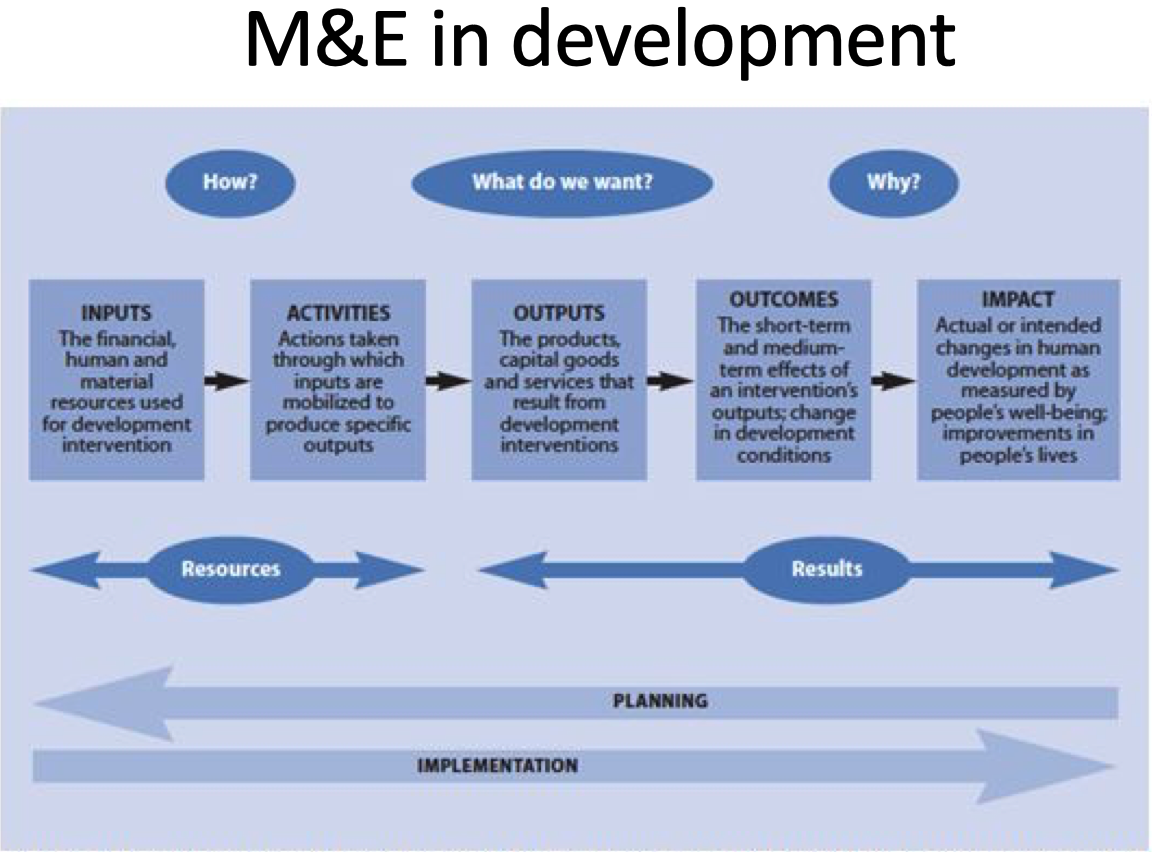 M&E in development
How?
What do we want?
Why?
INPUTS
The financial,
human and
material
resources used
for development
intervention
ACTIVITIES
Actions taken
through which
inputs are
mobilized to
produce specific
outputs
OUTPUTS
The products,
capital goods
and services that
result from
development
interventions
OUTCOMES
The short-term
and medium-
term effects of
an intervention's
outputs; change
in development
conditions
IMPACT
Actual or intended
changes in human
development as
measured by
people's well-being;
improvements in
people's lives
Resources
Results
PLANNING
IMPLEMENTATION